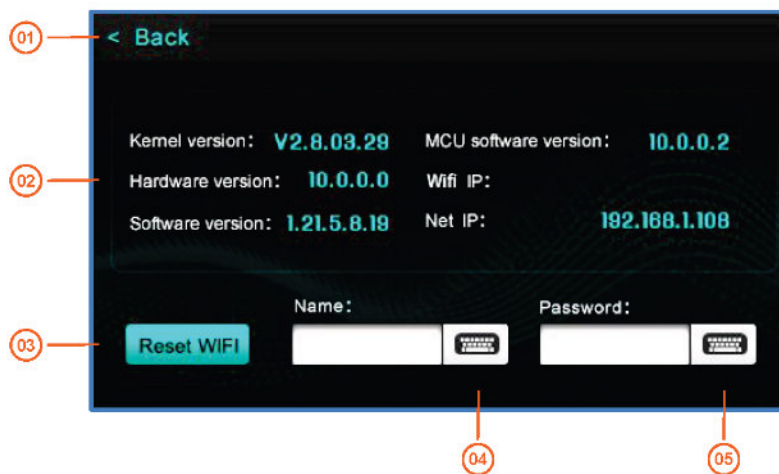 01
< Back
Kernel version: V2.8.03.29 MCU software version: 10.0.0.2
02
Hardware version: 10.0.0.0 Wifi IP:
Software version: 1.21.5.8.19 Net IP: 192.168.1.108
Name: Password:
03
Reset WIFI
04 05